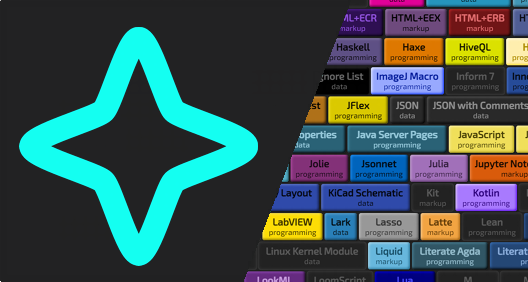 ML+ECR HTML+EEX HTML+ERB
markup markup markup
Haskell Haxe HiveQL
programming programming programming
gnore List ImageJ Macro Inform 7
data programming programming
JFlex JSON JSON with Comments
programming data data
operties Java Server Pages JavaScript
data programming programming
Jolie Jsonnet Julia Jupyter Note
programming programming programming markup
Layout KiCad Schematic Kit Kotlin
data markup programming
LabVIEW Lark Lasso Latte Lean
programming data programming markup programming
Linux Kernel Module Liquid Literate Agda Literat
data markup programming
LookML LoomScript Lua M